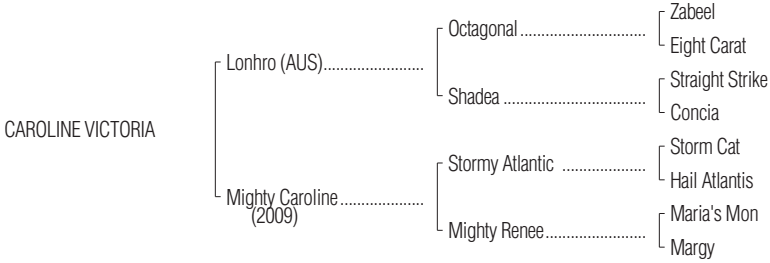 Zabeel
Octagonal
Eight Carat
Lonhro (AUS)
Straight Strike
Shadea
Concia
CAROLINE VICTORIA
Storm Cat
Stormy Atlantic
Hail Atlantis
Mighty Caroline
(2009)
Maria's Mon
Mighty Renee
Margy